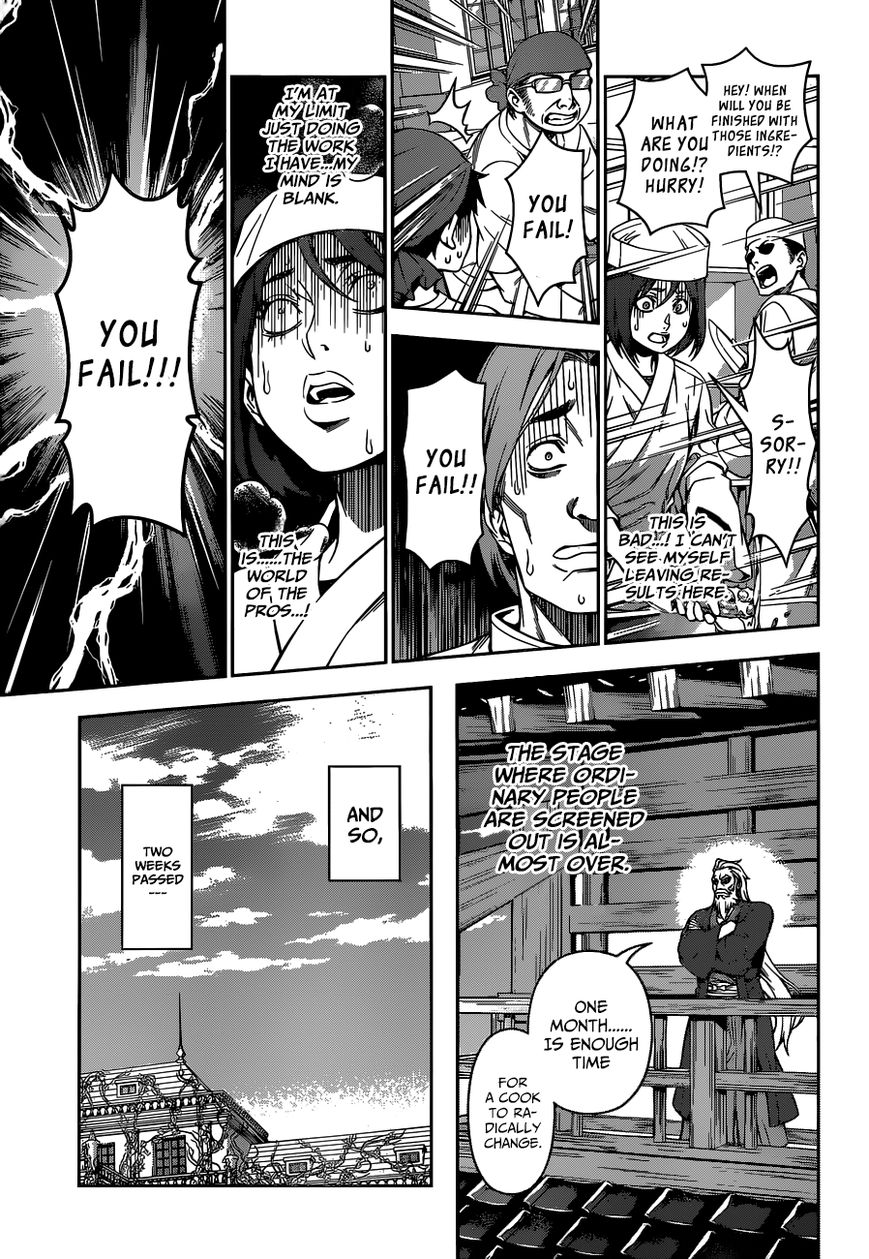 HEY! WHEN
WILL YOU BE
FINISHED WITH
THOSE INGRE-
DIENTS!?
WHAT
ARE YOU
DOING!?
HURRY!
S-
SOR-
RY!!
THIS IS
BAD...! I CAN'T
SEE MYSELF
LEAVING RE-
SULTS HERE.
YOU
FAIL!
YOU
FAIL!!
I'M AT
MY LIMIT
JUST DOING
THE WORK
I HAVE...MY
MIND IS
BLANK.
THIS
IS......THE
WORLD
OF THE
PROS...!
YOU
FAIL!!!
THE STAGE
WHERE ORDI-
NARY PEOPLE
ARE SCREENED
OUT IS AL-
MOST OVER.
ONE
MONTH......
IS ENOUGH
TIME
FOR
A COOK
TO RA-
DICALLY
CHANGE.
AND
SO,
TWO
WEEKS
PASSED
---